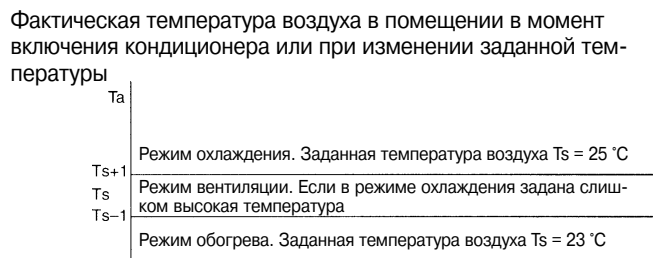 Фактическая температура воздуха в помещении в момент
включения кондиционера или при изменении заданной тем-
пературы
Ta
Режим охлаждения. Заданная температура воздуха Ts = 25 °C
Ts+1
Режим вентиляции. Если в режиме охлаждения задана слиш-
Ts
ком высокая температура
Ts–1
Режим обогрева. Заданная температура воздуха Ts = 23 °C